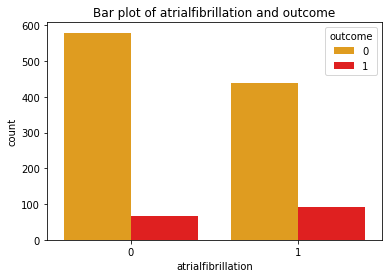 Bar plot of atrialfibrillation and outcome
outcome
0
1
600
500
400
300
200
100
0
count
0
1
atrialfibrillation